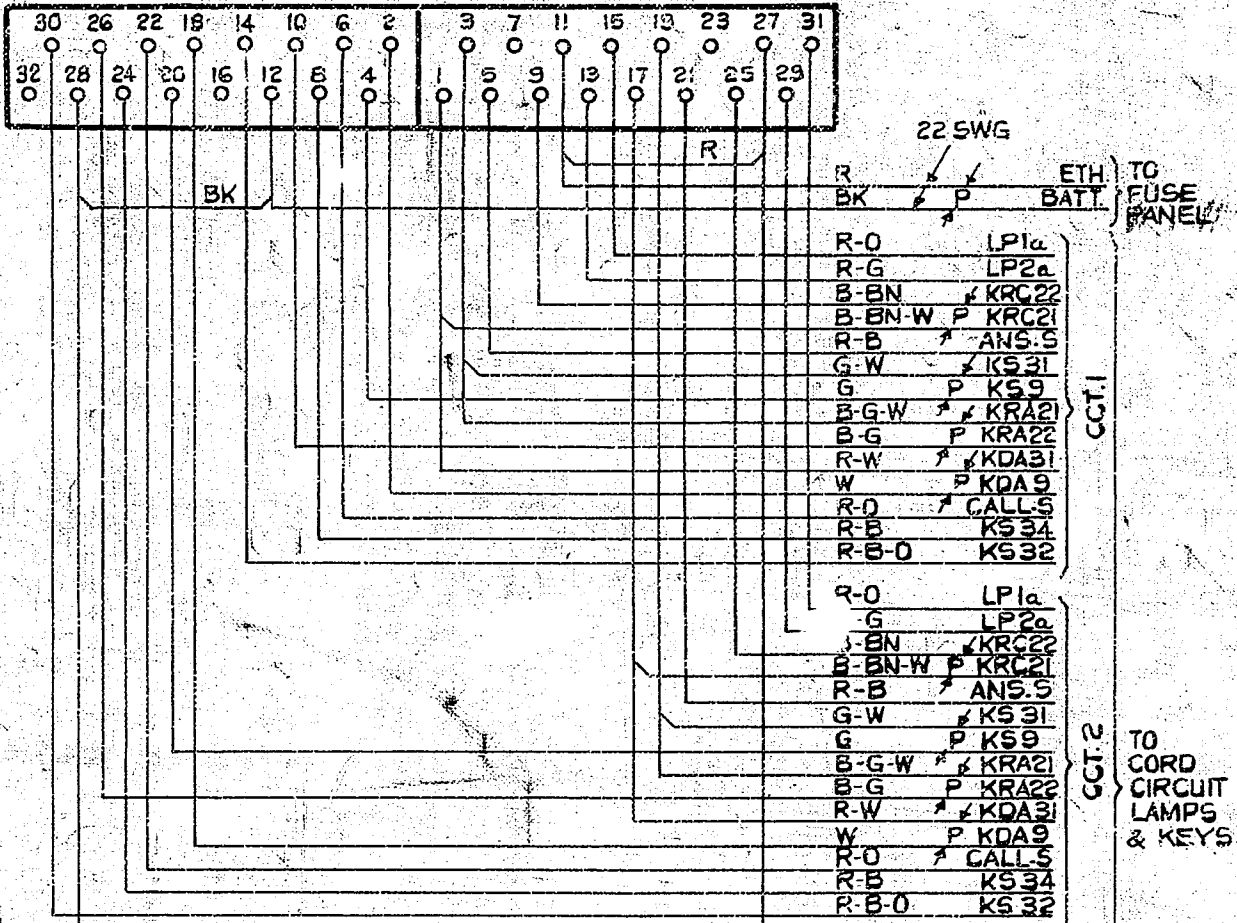 30 26 22 18 14 10 6 2 3 7 11 15 19 23 27 31
32 28 24 20 16 12 8 4 1 5 9 13 17 21 25 29
22 SWG
R
BK
R ETH
BK P BATT.
TO
FUSE
PANEL
R-O LP1a
R-G LP2a
B-BN KRC22
B-BN-W P KRC21
R-B ANS.S
G-W KS31
G P KS9
B-G-W KRA21
B-G P KRA22
R-W KDA31
W P KDA9
R-O CALL.S
R-B KS34
R-B-O KS32
CCT.1
R-O LP1a
G LP2a
-BN KRC22
B-BN-W P KRC21
R-B ANS.S
G-W KS31
G P KS9
B-G-W KRA21
B-G P KRA22
R-W KDA31
W P KDA9
R-O CALL.S
R-B KS34
R-B-O KS32
CCT.2
TO
CORD
CIRCUIT
LAMPS
& KEYS